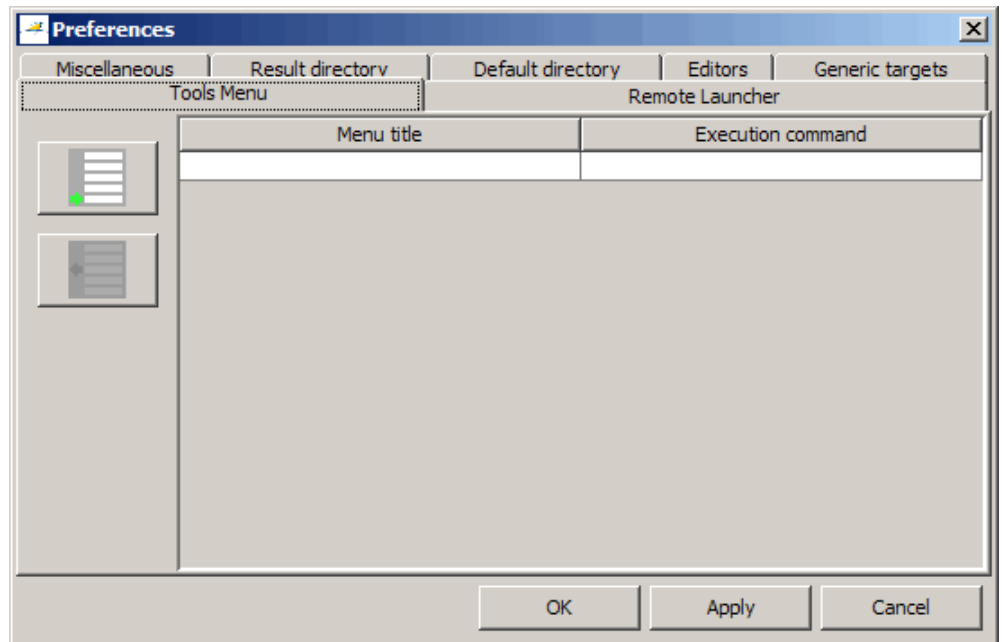 Preferences
Miscellaneous Result directory Default directory Editors Generic targets
Tools Menu Remote Launcher
Menu title Execution command
OK Apply Cancel